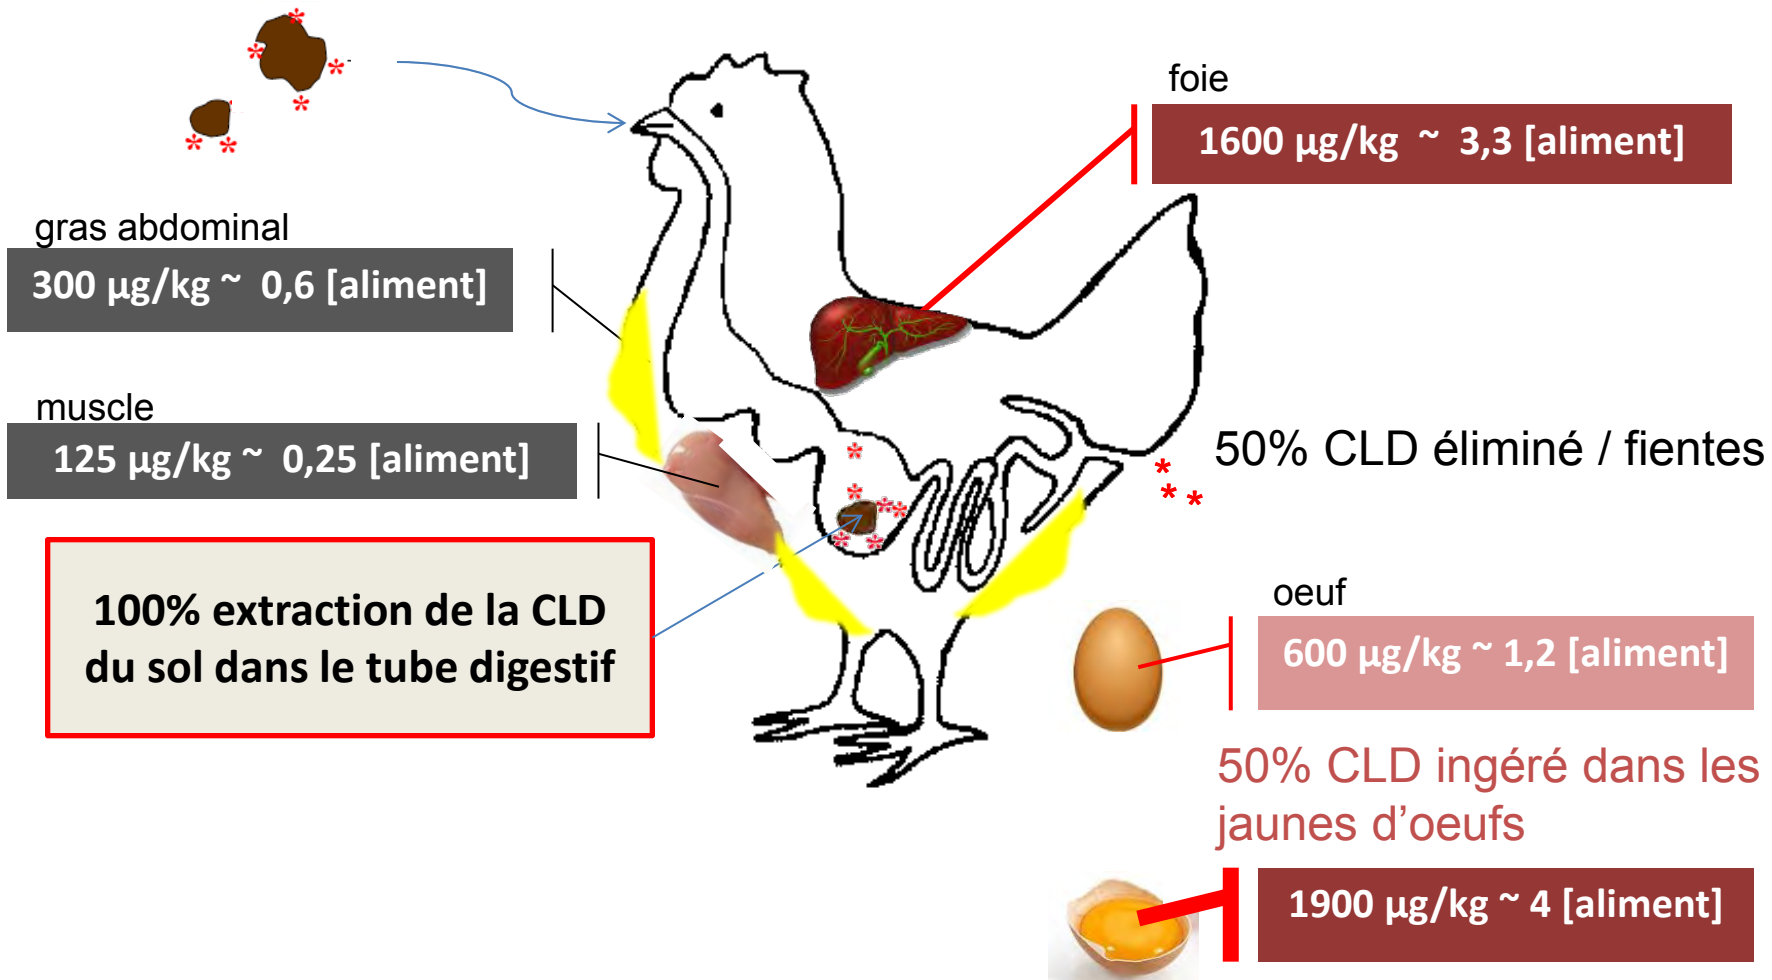 foie
1600 µg/kg ~ 3,3 [aliment]
gras abdominal
300 µg/kg ~ 0,6 [aliment]
muscle
125 µg/kg ~ 0,25 [aliment]
50% CLD éliminé / fientes
100% extraction de la CLD
du sol dans le tube digestif
oeuf
600 µg/kg ~ 1,2 [aliment]
50% CLD ingéré dans les
jaunes d’oeufs
1900 µg/kg ~ 4 [aliment]